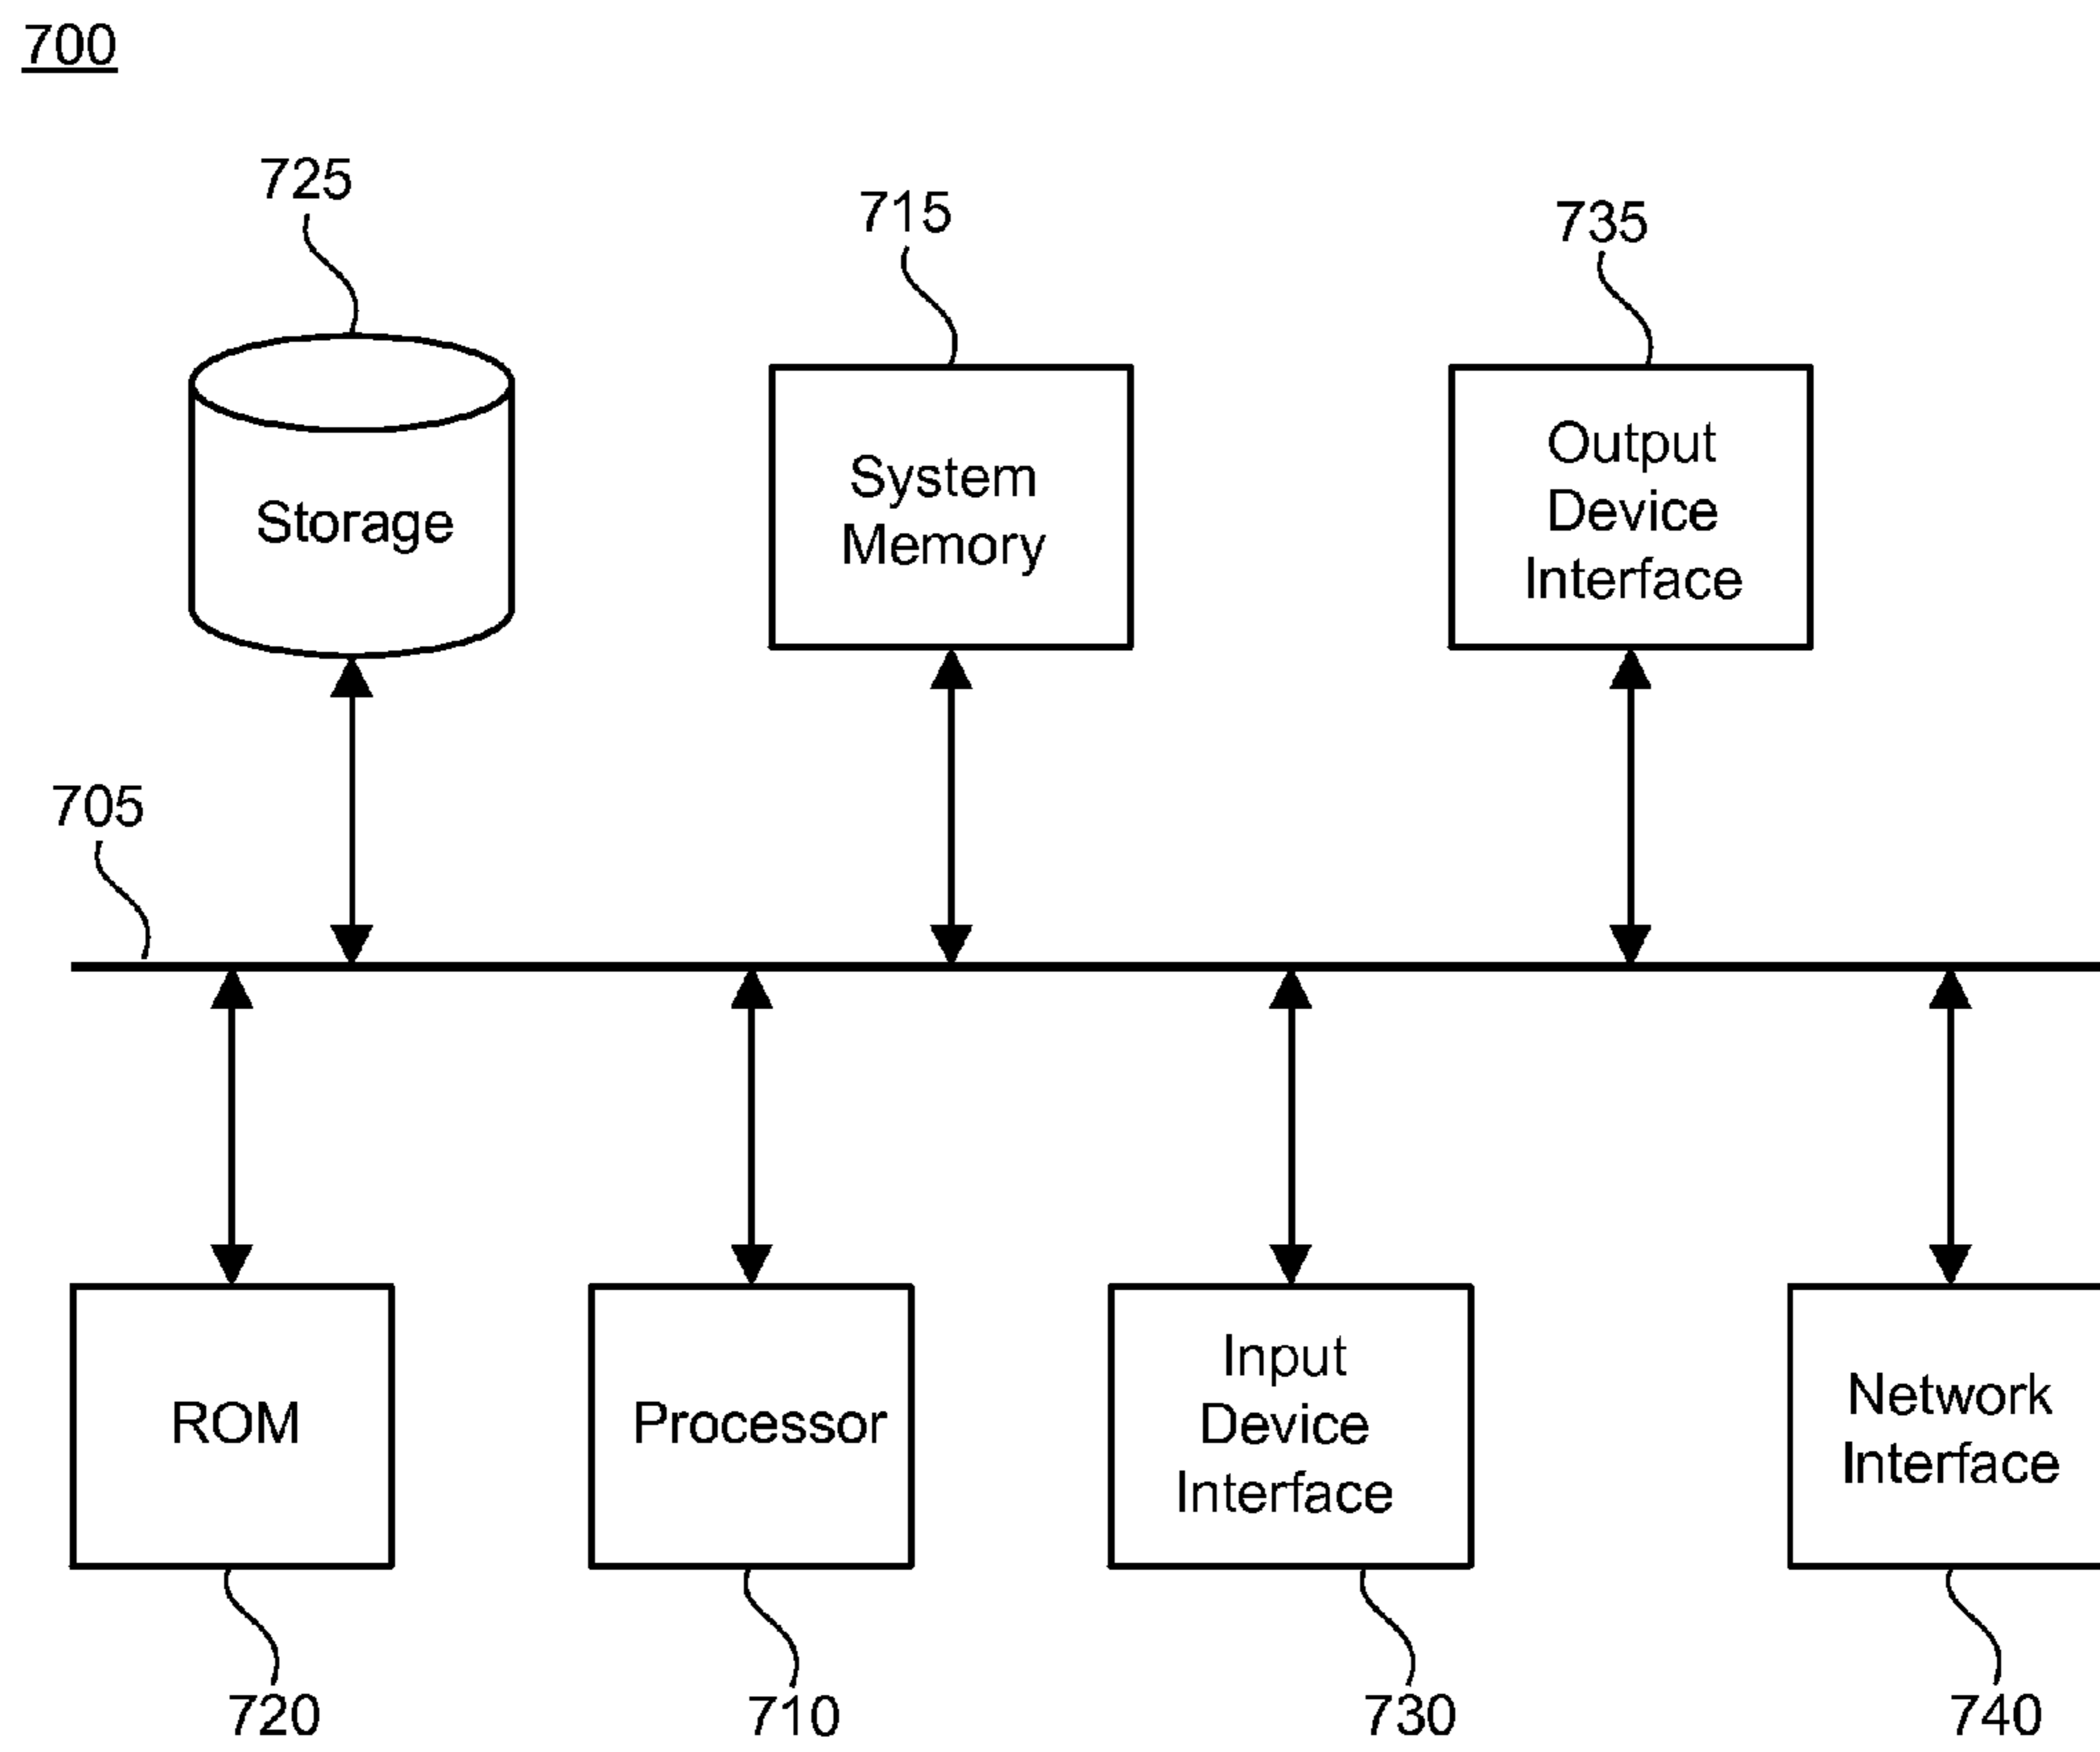 700
725
715
735
Storage
System
Memory
Output
Device
Interface
705
ROM
Processor
Input
Device
Interface
Network
Interface
720
710
730
740